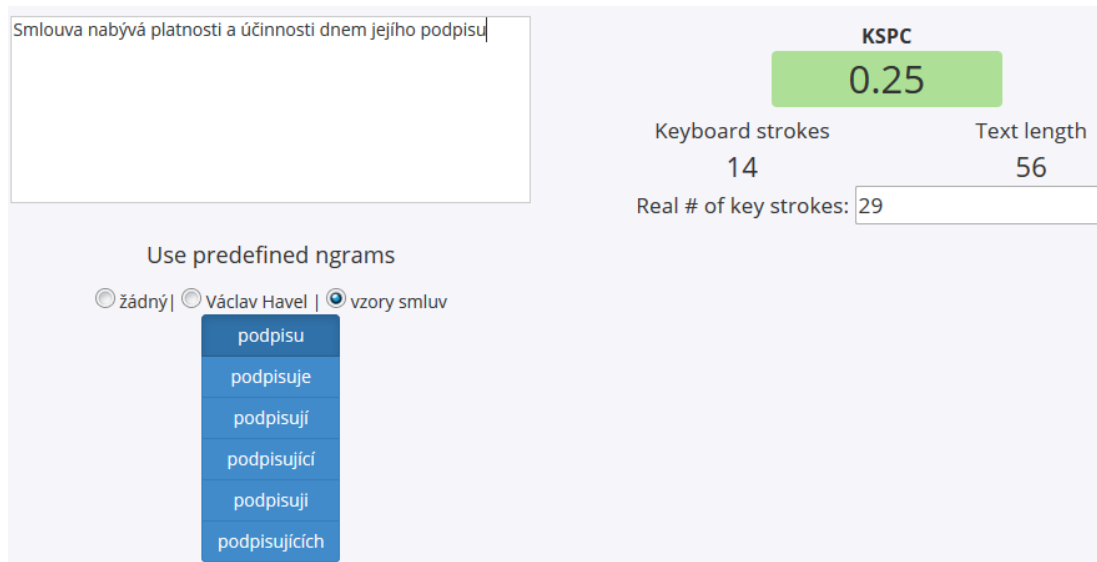 Smlouva nabývá platnosti a účinnosti dnem jejího podpisu
KSPC
0.25
Keyboard strokes Text length
14 56
Real # of key strokes: 29
Use predefined ngrams
žádný| Václav Havel | vzory smluv
podpisu
podpisuje
podpisují
podpisující
podpisuji
podpisujících